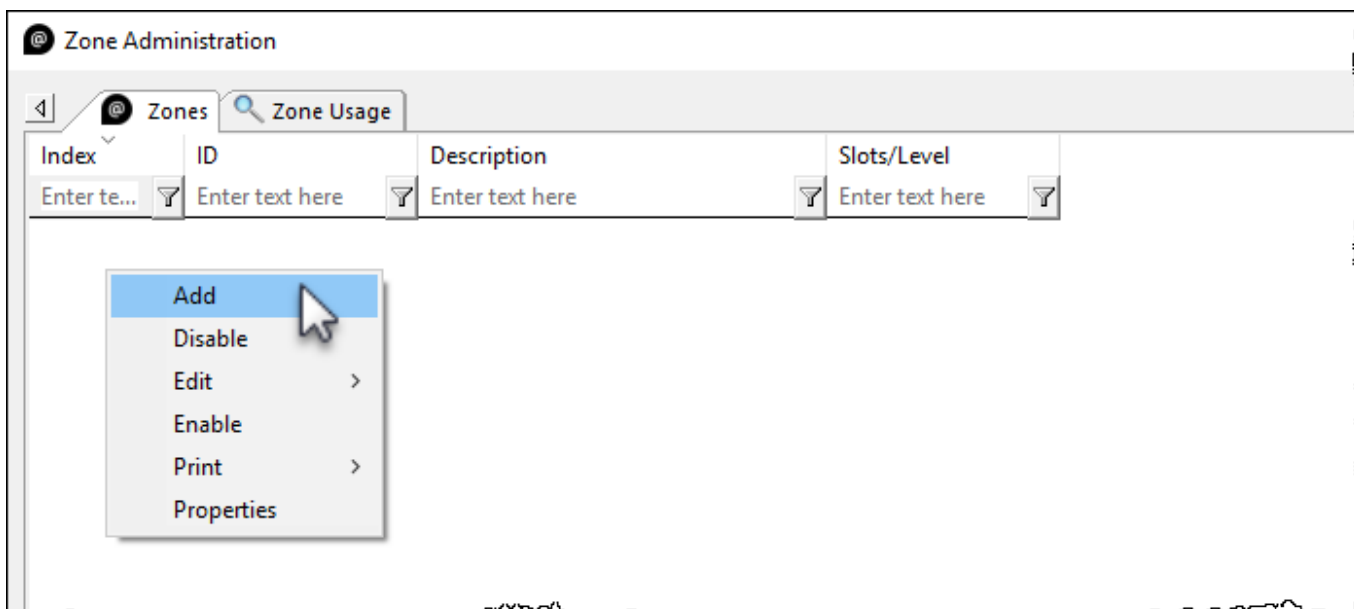 Zone Administration
Zones Zone Usage
Index ID Description Slots/Level
Enter te... Enter text here Enter text here Enter text here
Add
Disable
Edit
Enable
Print
Properties